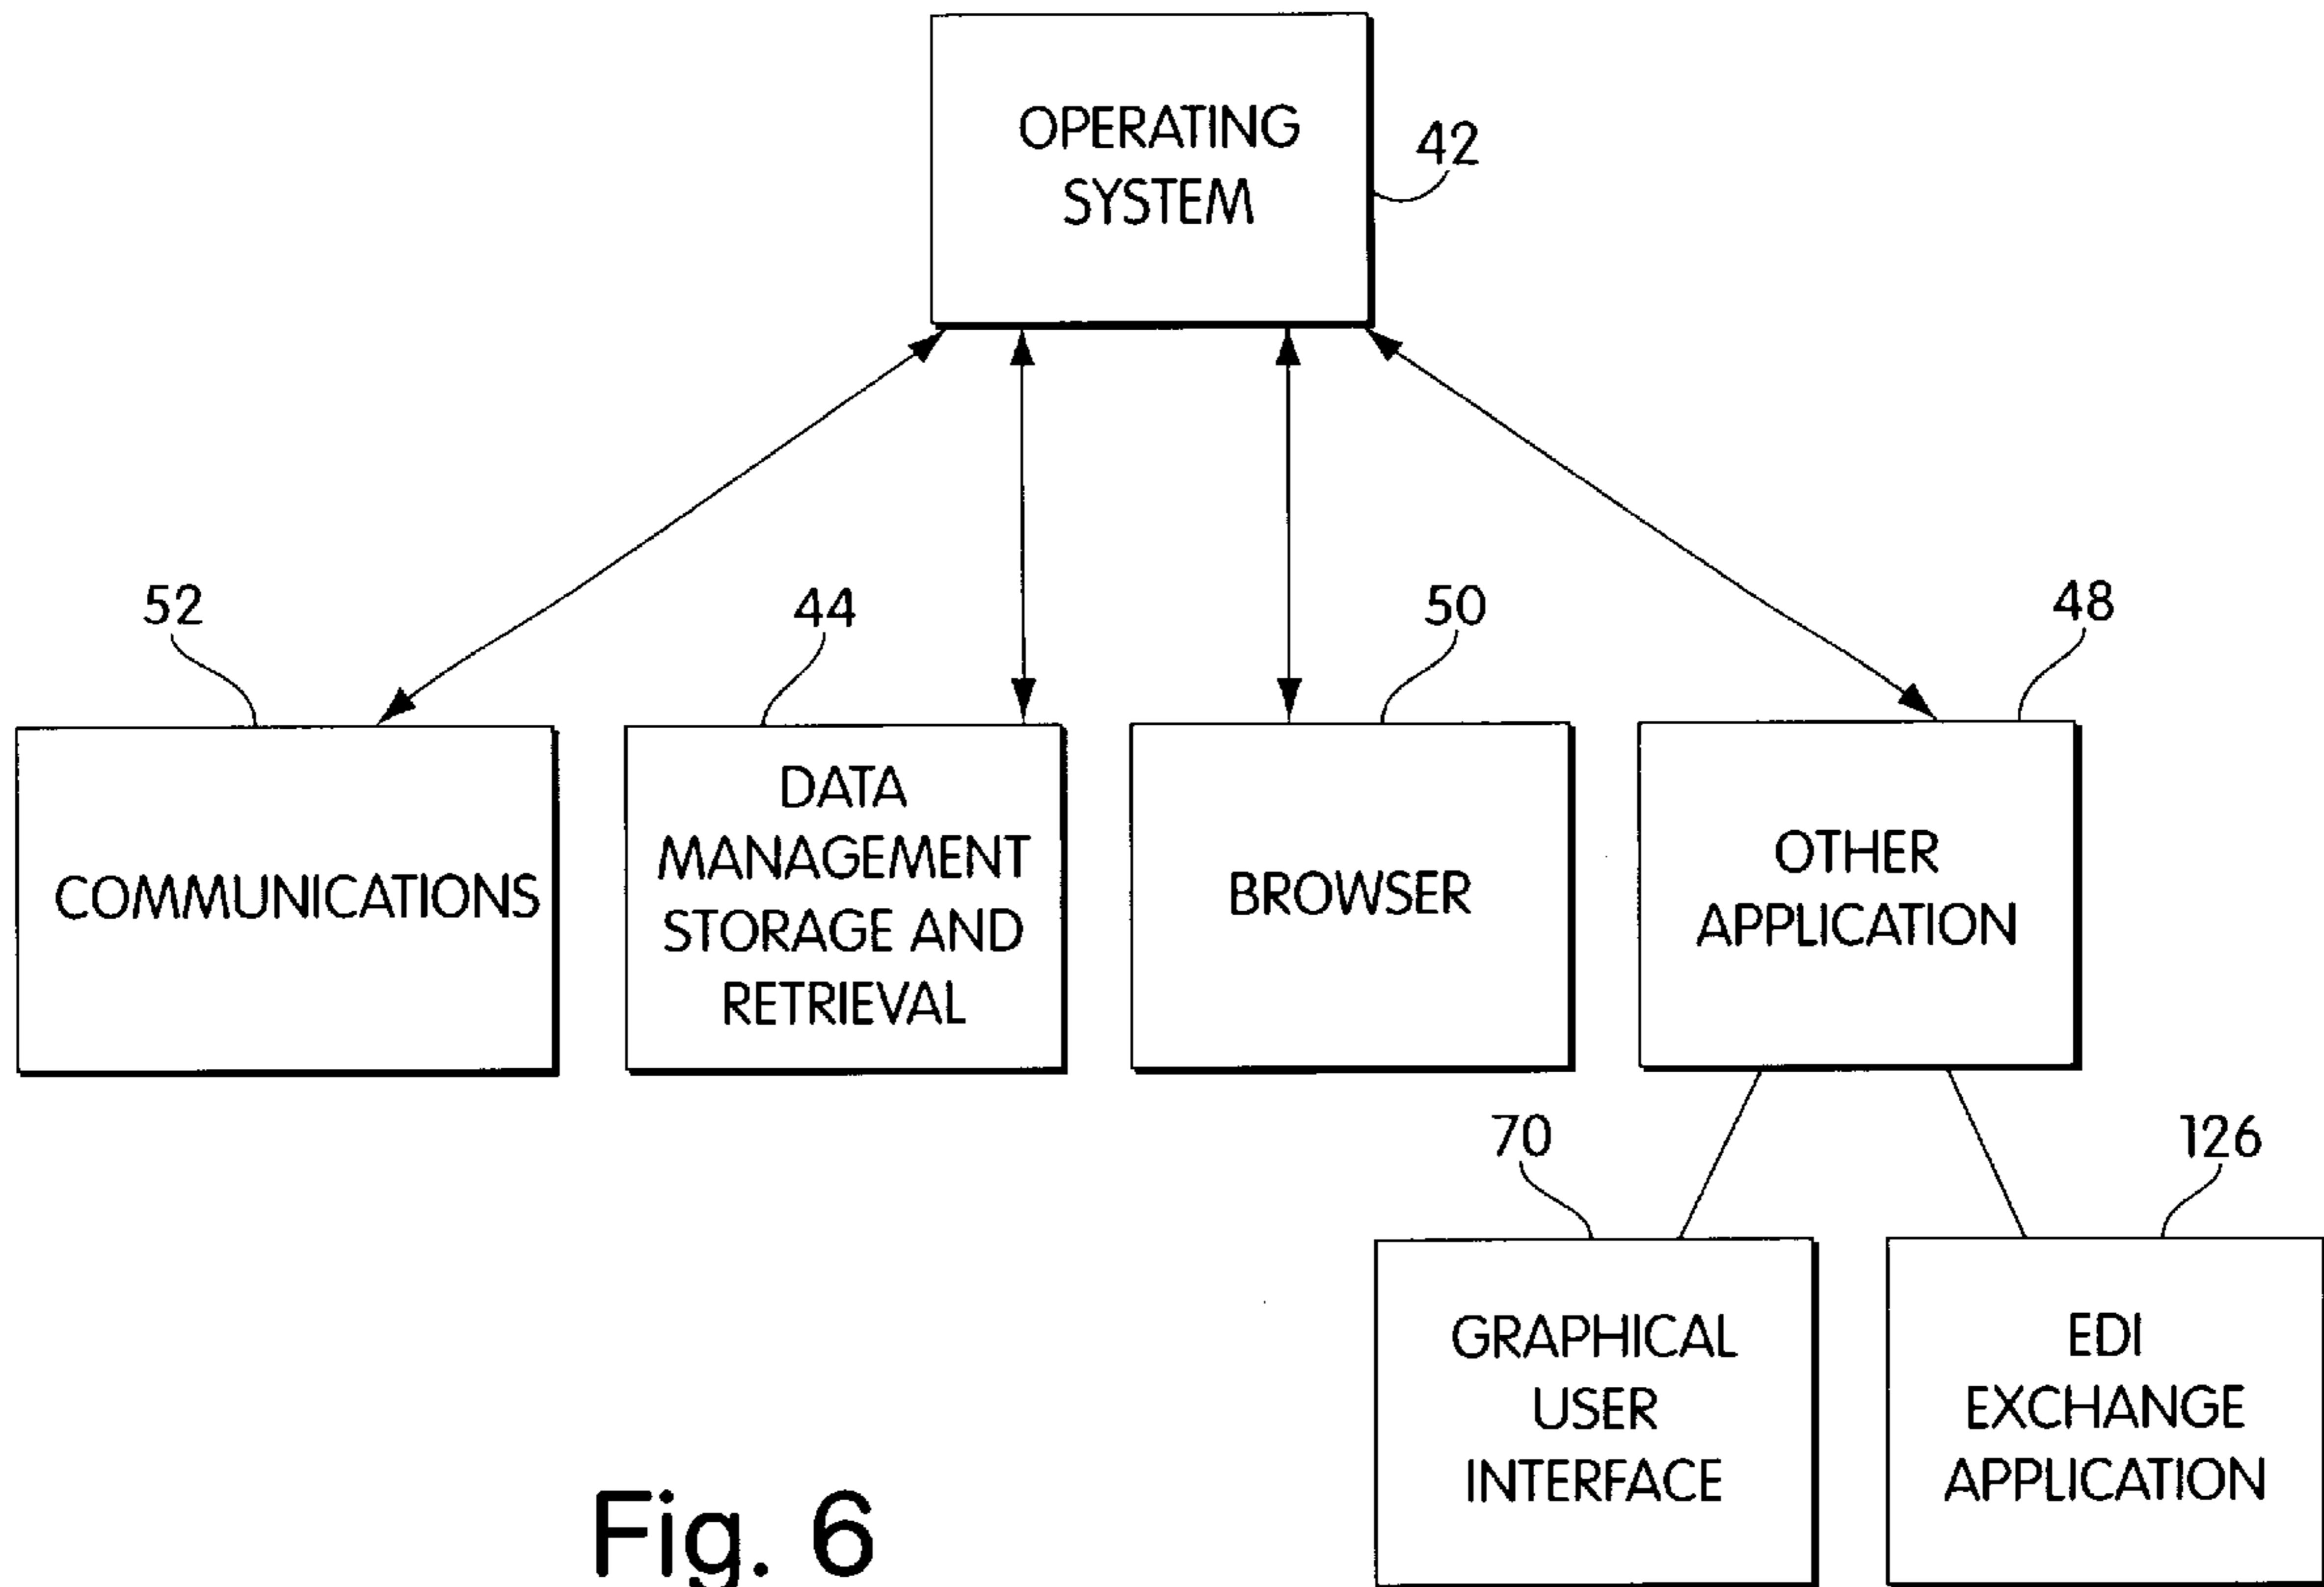 OPERATING
SYSTEM
42
52
44
50
48
COMMUNICATIONS
DATA
MANAGEMENT
STORAGE AND
RETRIEVAL
BROWSER
OTHER
APPLICATION
70
126
GRAPHICAL
USER
INTERFACE
EDI
EXCHANGE
APPLICATION
Fig. 6